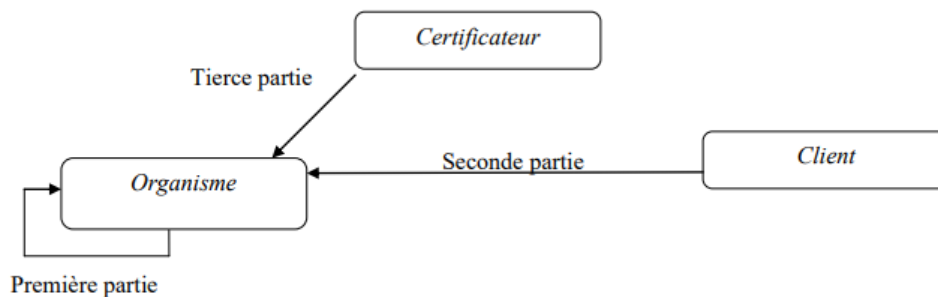 Certificateur
Tierce partie
Client
Seconde partie
Organisme
Première partie